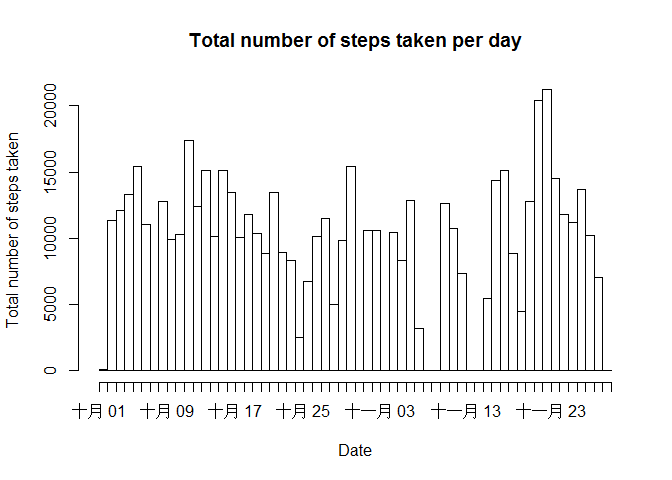 Total number of steps taken per day
Total number of steps taken
20000
15000
10000
5000
0
十月 01 十月 09 十月 17 十月 25 十一月 03 十一月 13 十一月 23
Date